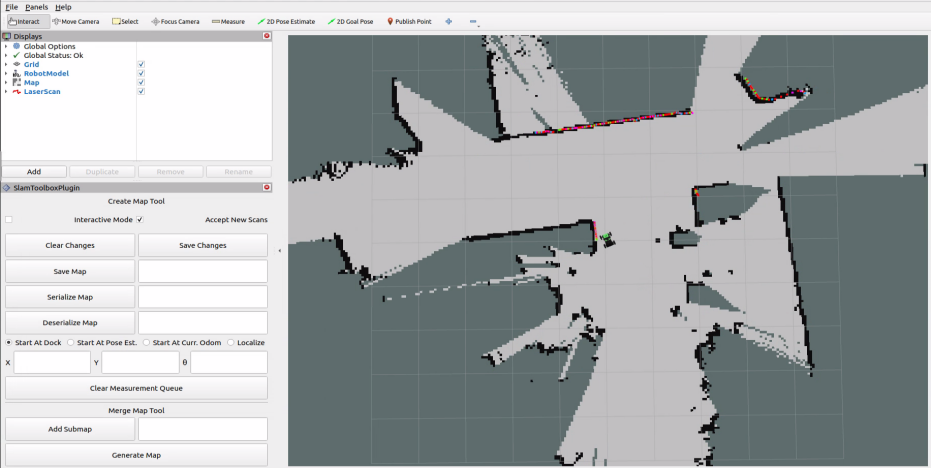 File Panels Help
Interact Move Camera Select Focus Camera Measure 2D Pose Estimate 2D Goal Pose Publish Point
Displays
Global Options
Global Status: Ok
Grid
RobotModel
Map
LaserScan
Add Duplicate Remove Rename
SlamToolboxPlugin
Create Map Tool
Interactive Mode Accept New Scans
Clear Changes Save Changes
Save Map
Serialize Map
Deserialize Map
Start At Dock Start At Pose Est. Start At Curr. Odom Localize
X Y θ
Clear Measurement Queue
Merge Map Tool
Add Submap
Generate Map